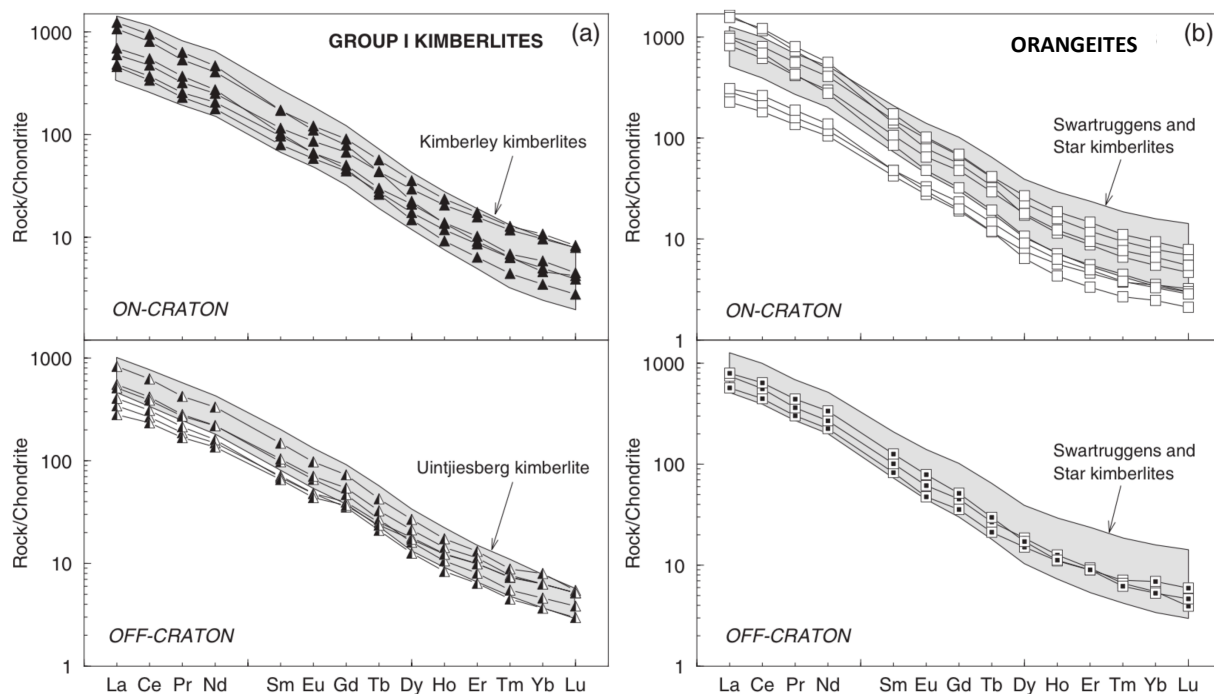 GROUP I KIMBERLITES
(a)
1000
100
10
Rock/Chondrite
Kimberley kimberlites
ON-CRATON
ORANGEITES
(b)
1000
100
10
1
Rock/Chondrite
Swartruggens and
Star kimberlites
ON-CRATON
1000
100
10
1
Rock/Chondrite
Uintjiesberg kimberlite
OFF-CRATON
La Ce Pr Nd Sm Eu Gd Tb Dy Ho Er Tm Yb Lu
1000
100
10
1
Rock/Chondrite
Swartruggens and
Star kimberlites
OFF-CRATON
La Ce Pr Nd Sm Eu Gd Tb Dy Ho Er Tm Yb Lu